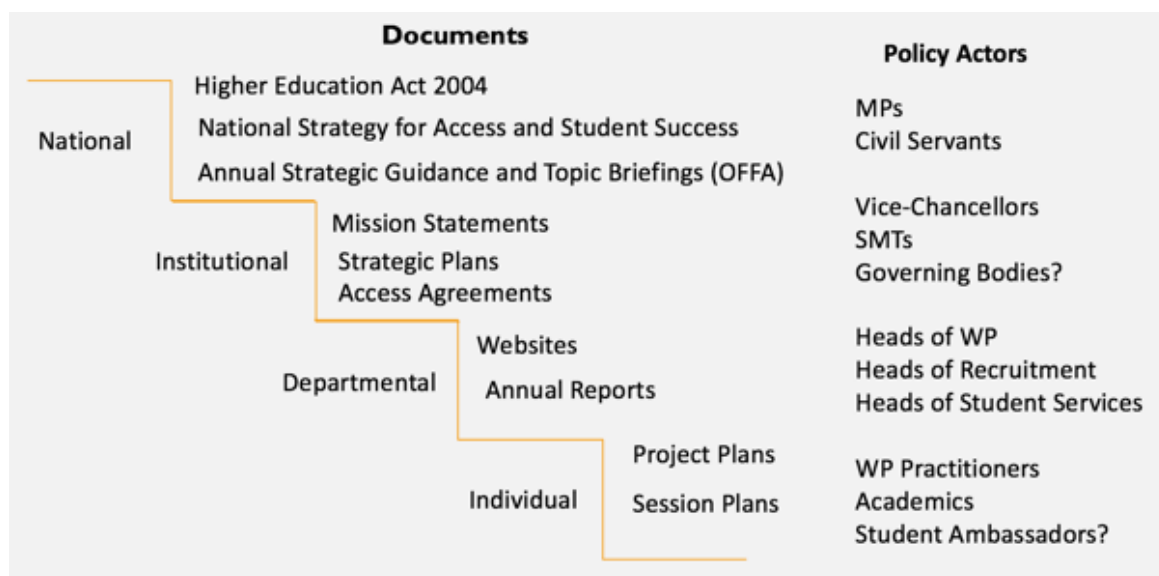 Documents
Policy Actors
National
Higher Education Act 2004
National Strategy for Access and Student Success
Annual Strategic Guidance and Topic Briefings (OFFA)
MPs
Civil Servants
Institutional
Mission Statements
Strategic Plans
Access Agreements
Vice-Chancellors
SMTs
Governing Bodies?
Departmental
Websites
Annual Reports
Heads of WP
Heads of Recruitment
Heads of Student Services
Individual
Project Plans
Session Plans
WP Practitioners
Academics
Student Ambassadors?